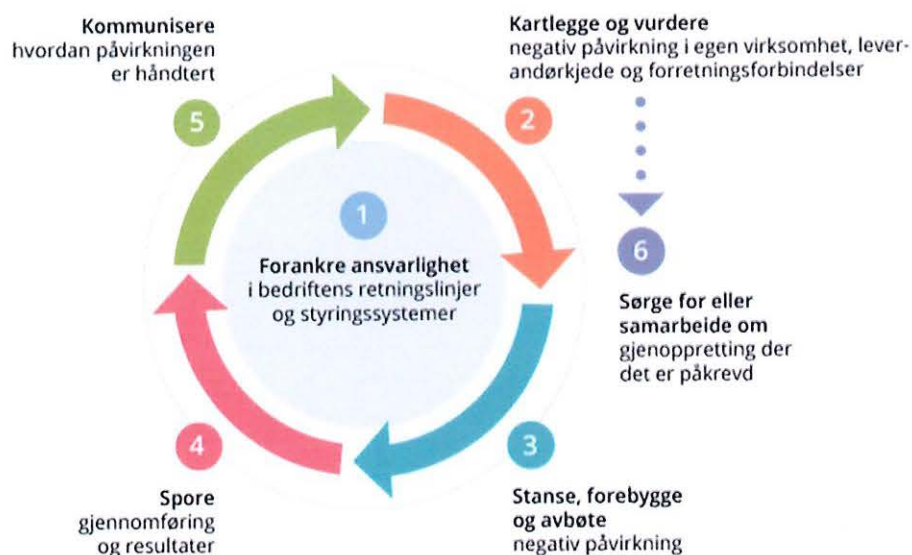 Kommunisere
hvordan påvirkningen
er håndtert
5
Kartlegge og vurdere
negativ påvirkning i egen virksomhet, lever-
andørkjede og forretningsforbindelser
2
1
Forankre ansvarlighet
i bedriftens retningslinjer
og styringssystemer
6
Sørge for eller
samarbeide om
gjenoppretting der
det er påkrevd
4
Spore
gjennomføring
og resultater
3
Stanse, forebygge
og avbøte
negativ påvirkning